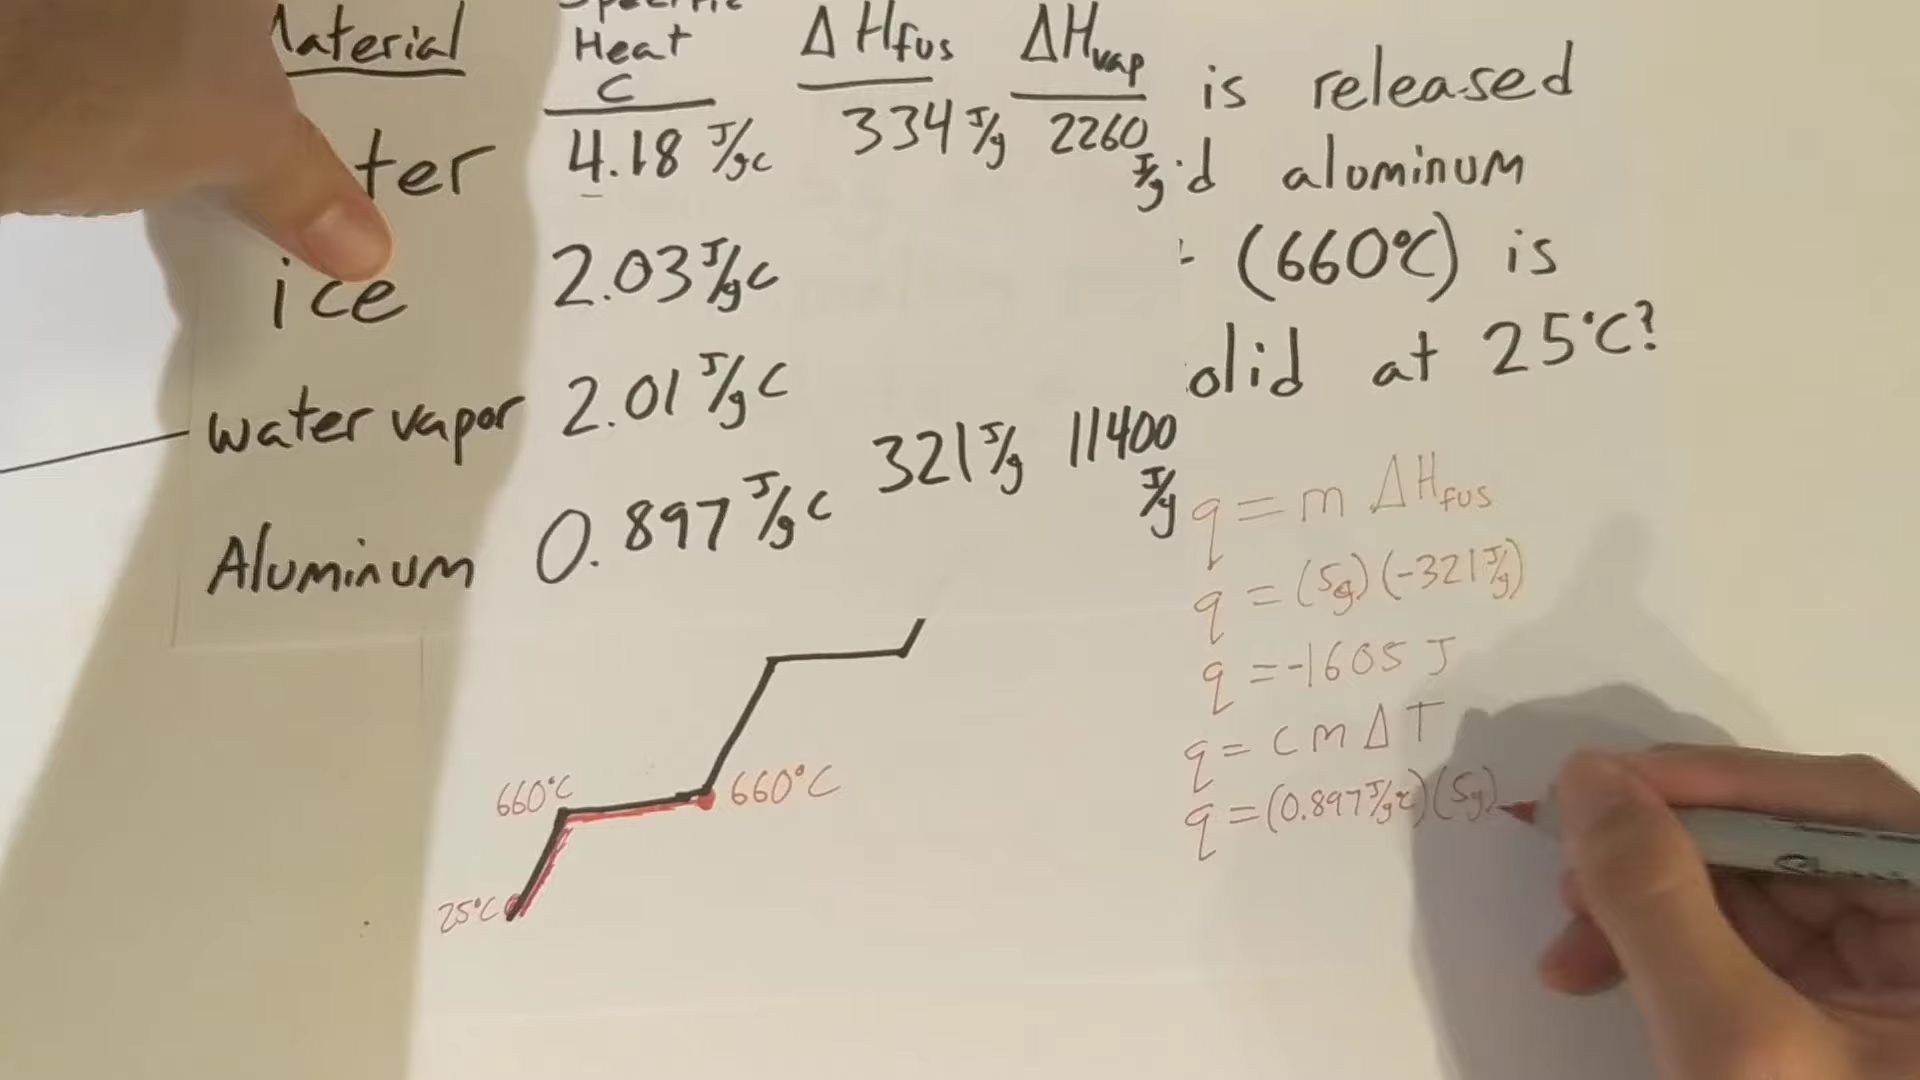 Material
Heat
C
ΔHfus
ΔHvap
is released
ter
4.18 J/gc
334 J/g
2260 J/g
'd aluminum
ice
2.03 J/gC
(660°C) is
water vapor
2.01 J/gC
olid at 25°C?
Aluminum
0.897 J/gC
321 J/g
11400 J/g
q = m ΔHfus
q = (5g)(-321 J/g)
q = -1605 J
q = c m Δ T
q = (0.897 J/g°C)(5g)
660°C
660°C
25°C